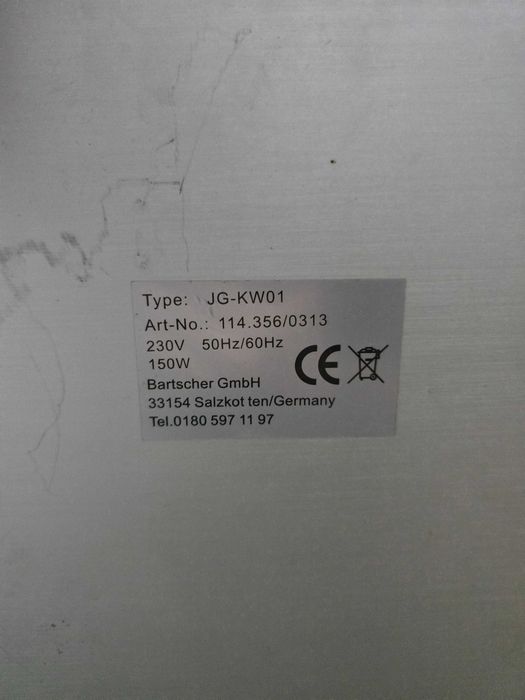 Type: JG-KW01
Art-No.: 114.356/0313
230V 50Hz/60Hz
150W
CE
Bartscher GmbH
33154 Salzkot ten/Germany
Tel.0180 597 11 97